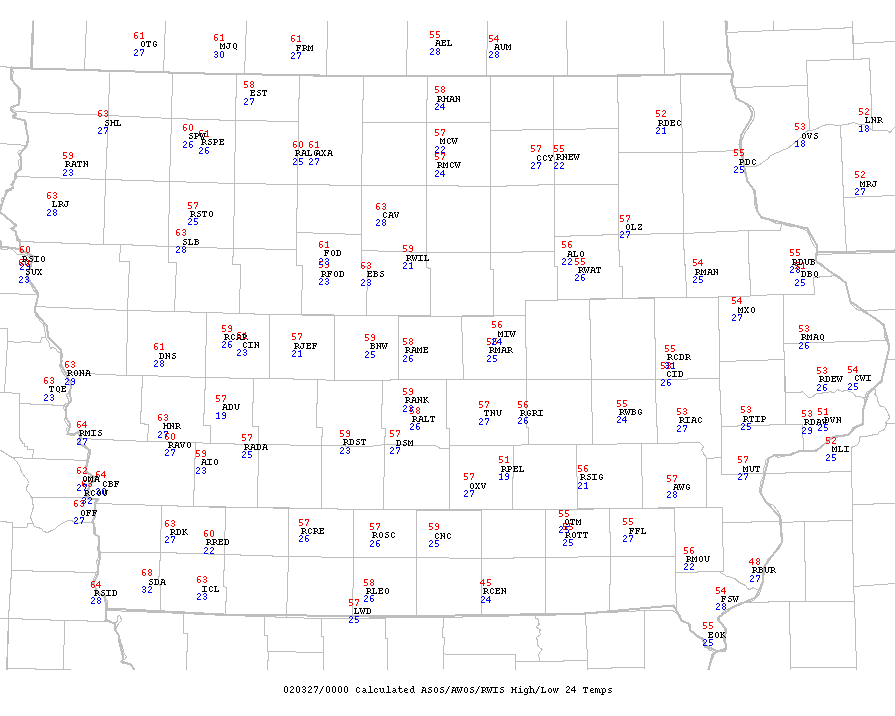 61 OTG 27
61 MJQ 30
61 FRM 27
55 AEL 28
54 AUM 28
58 EST 27
58 RHAN 24
63 SHL 27
60 SPW 26
61 RSPE 26
60 RALG 25
61 AXA 27
57 MCW 22
57 RMCW 24
57 CCY 27
55 RNEW 22
52 RDEC 21
55 PDC 25
53 OVS 18
52 LNR 18
52 MRJ 27
59 RATN 23
63 LRJ 28
57 RSTO 25
63 SLB 28
63 CAV 28
57 OLZ 27
60 RSIO
SUX 23
61 FOD 23
59 RFOD 23
63 EBS 23
59 RWIL 21
56 ALO 22
55 RWAT 26
54 RMAN 25
55 RDUB 28
DBQ 25
54 MXO 27
61 DNS 28
59 RCAR 26
CIN 23
57 RJEF 21
59 BNW 25
58 RAME 26
56 MIW 24
RMAR 25
55 RCDR
CID 26
53 RMAQ 26
63 RONA 29
63 TQE 23
53 RDEW 26
54 CWI 25
57 ADU 19
59 RANK
58 RALT 26
57 TNU 27
56 RGRI 26
55 RWBG 24
53 RIAC 27
53 RTIP 25
53 RDAV 29
51 DVN 25
52 MLI 25
64 RMIS 27
63 HNR 27
60 RAVO 27
57 RADA 25
59 RDST 23
57 DSM 27
59 AIO 23
51 RPEL 19
57 OXV 27
56 RSIG 21
57 AWG 28
57 MUT 27
62 OMA
64 CBF 30
RCOU 32
63 OFF 27
63 RDK 27
60 RRED 22
57 RCRE 26
57 ROSC 26
59 CNC 25
55 OTM
ROTT 25
55 FFL 27
56 RMOU 22
48 RBUR 27
64 RSID 28
68 SDA 32
63 ICL 23
58 RLEO 26
57 LWD 25
45 RCEN 24
54 FSW 28
55 EOK 25
020327/0000 Calculated ASOS/AWOS/RWIS High/Low 24 Temps